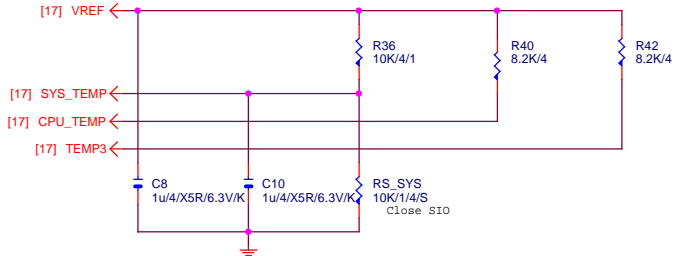 [17] VREF
R36
10K/4/1
R40
8.2K/4
R42
8.2K/4
[17] SYS_TEMP
[17] CPU_TEMP
[17] TEMP3
C8
1u/4/X5R/6.3V/K
C10
1u/4/X5R/6.3V/K
RS_SYS
10K/1/4/S
Close SIO